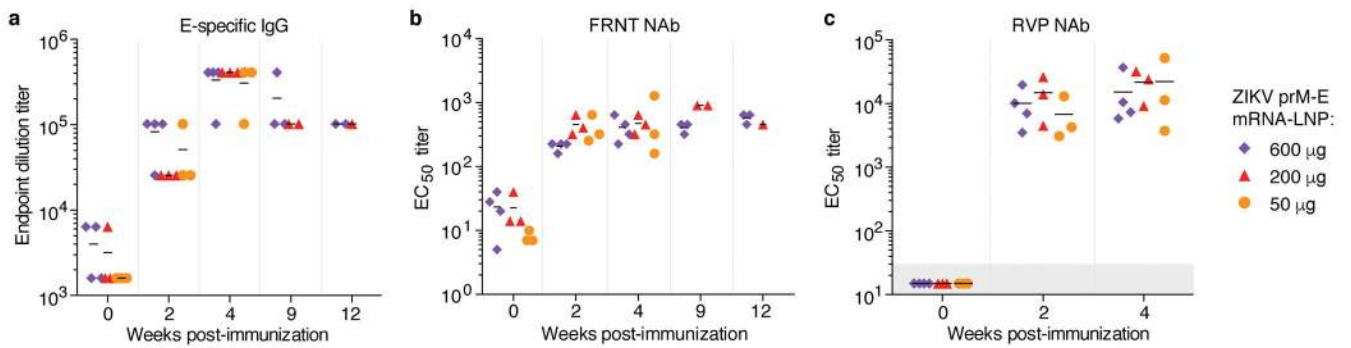 a
E-specific IgG
Endpoint dilution titer
10⁶
10⁵
10⁴
10³
0 2 4 9 12
Weeks post-immunization
b
FRNT NAb
EC₅₀ titer
10⁴
10³
10²
10¹
10⁰
0 2 4 9 12
Weeks post-immunization
c
RVP NAb
EC₅₀ titer
10⁵
10⁴
10³
10²
10¹
0 2 4
Weeks post-immunization
ZIKV prM-E
mRNA-LNP:
600 µg
200 µg
50 µg